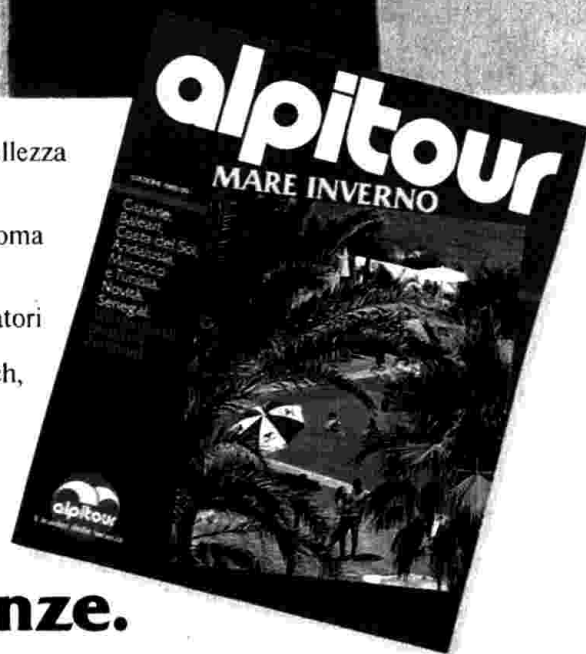 llezza
oma
atori
ch,
nze.
alpitour
MARE INVERNO
Canarie,
Baleari,
Costa del Sol,
Andalusia,
Marocco
e Tunisia.
Novità:
Senegal.
alpitour